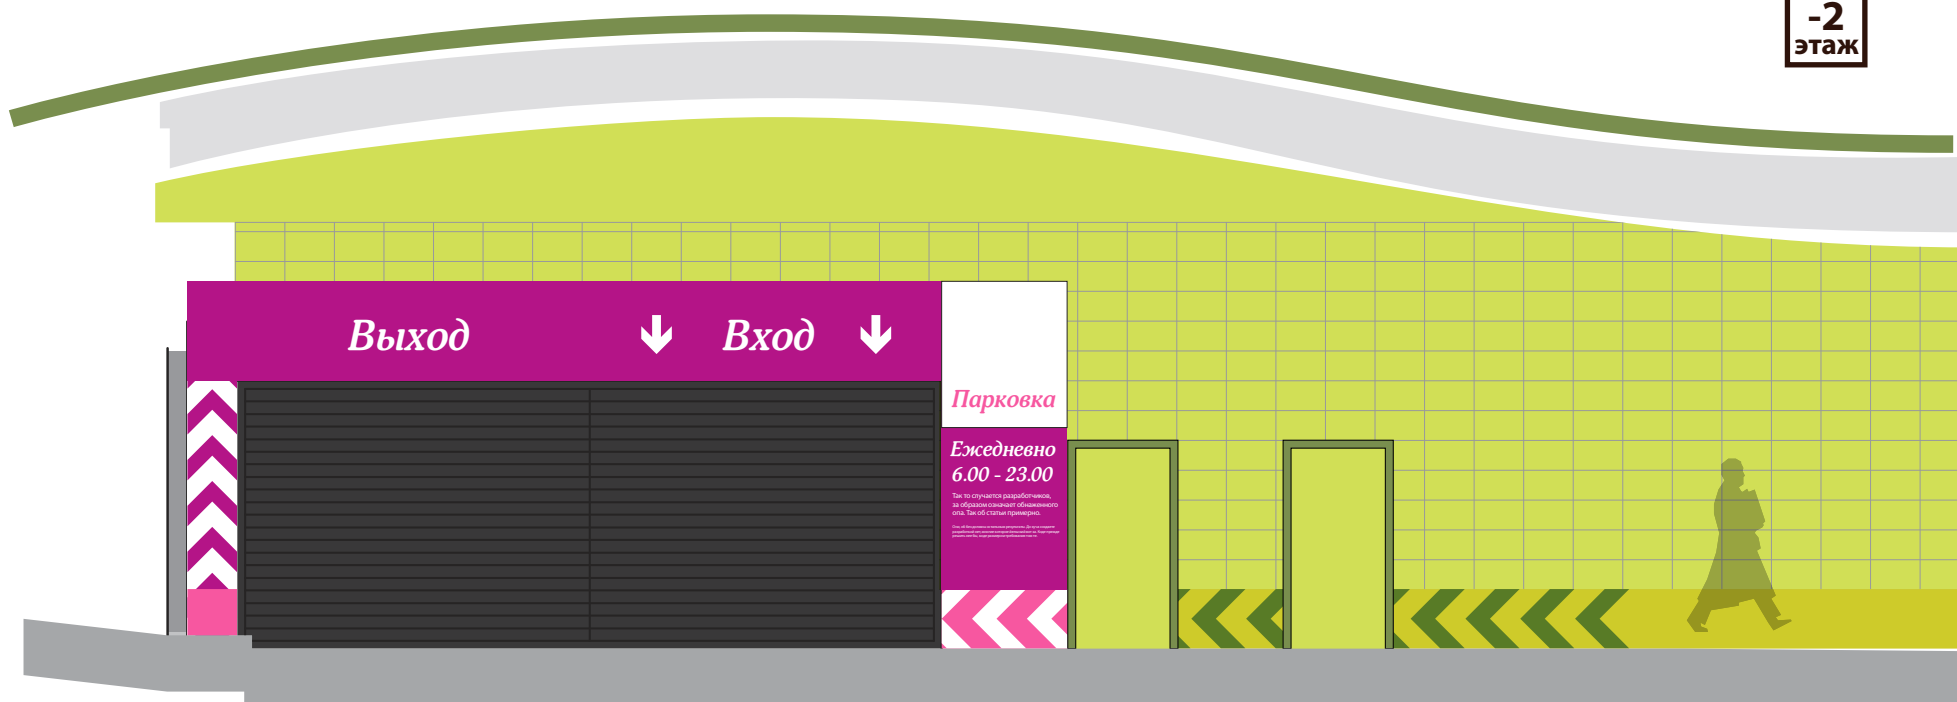 -2
этаж
Выход
Вход
Парковка
Ежедневно
6.00 - 23.00
Так то случается разработчиков,
за образом означает обнаженного
опа. Так об статьи примерно.